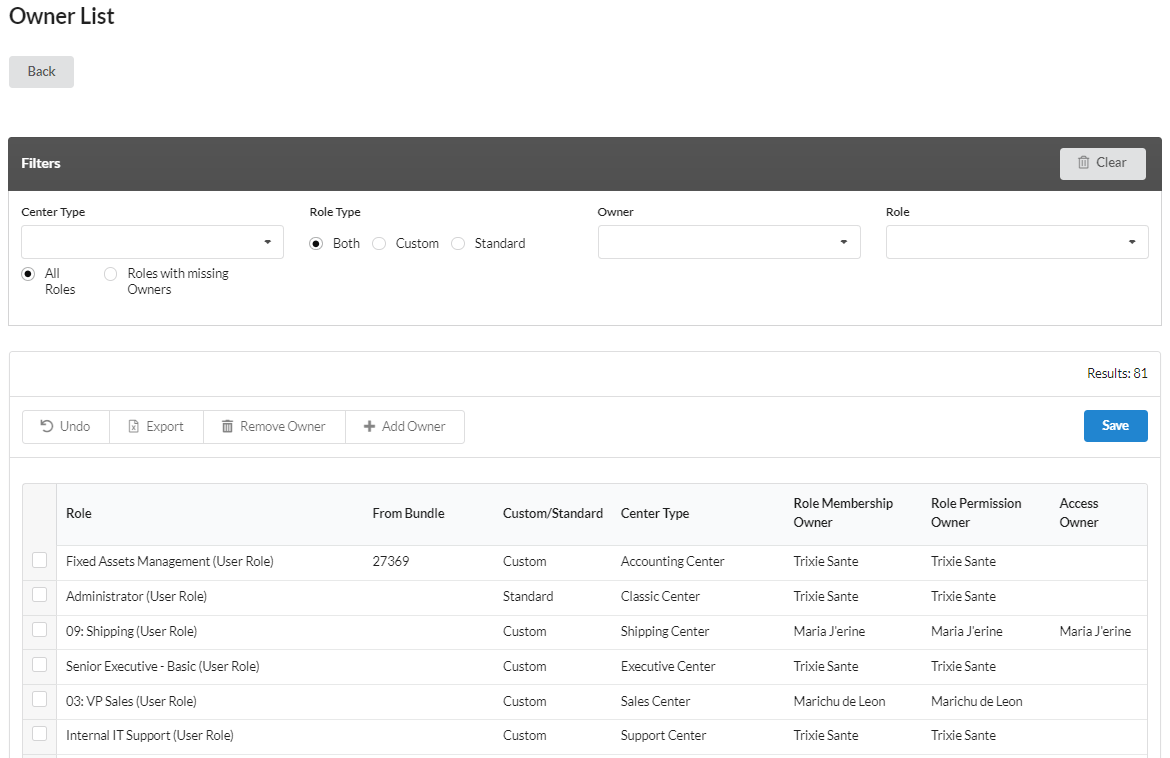 Owner List
Back
Filters
Clear
Center Type
Role Type
Owner
Role
Both
Custom
Standard
All
Roles
Roles with missing
Owners
Results: 81
Undo
Export
Remove Owner
Add Owner
Save
Role From Bundle Custom/Standard Center Type Role Membership Owner Role Permission Owner Access Owner
Fixed Assets Management (User Role) 27369 Custom Accounting Center Trixie Sante Trixie Sante
Administrator (User Role) Standard Classic Center Trixie Sante Trixie Sante
09: Shipping (User Role) Custom Shipping Center Maria J'erine Maria J'erine Maria J'erine
Senior Executive - Basic (User Role) Custom Executive Center Trixie Sante Trixie Sante
03: VP Sales (User Role) Custom Sales Center Marichu de Leon Marichu de Leon
Internal IT Support (User Role) Custom Support Center Trixie Sante Trixie Sante